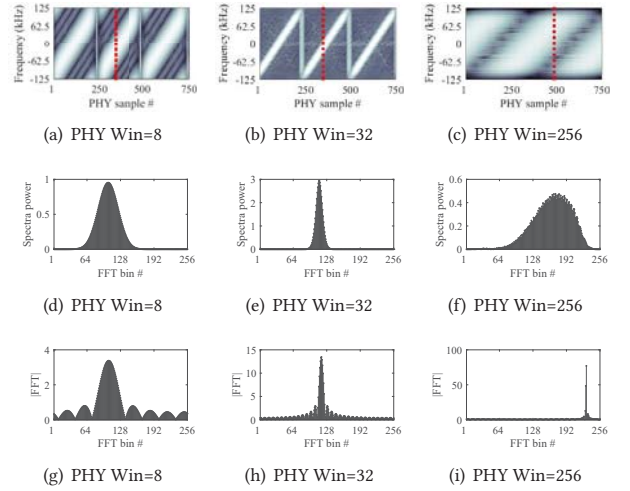 Frequency (kHz) 125 62.5 0 -62.5 -125
1 250 500 750
PHY sample #
Frequency (kHz) 125 62.5 0 -62.5 -125
1 250 500 750
PHY sample #
Frequency (kHz) 125 62.5 0 -62.5 -125
1 250 500 750
PHY sample #
(a) PHY Win=8
(b) PHY Win=32
(c) PHY Win=256
Spectra power 1 0.5 0
1 64 128 192 256
FFT bin #
Spectra power 3 2 1 0
1 64 128 192 256
FFT bin #
Spectra power 0.6 0.4 0.2 0
1 64 128 192 256
FFT bin #
(d) PHY Win=8
(e) PHY Win=32
(f) PHY Win=256
|FFT| 4 2 0
1 64 128 192 256
FFT bin #
|FFT| 15 10 5 0
1 64 128 192 256
FFT bin #
|FFT| 100 50 0
1 64 128 192 256
FFT bin #
(g) PHY Win=8
(h) PHY Win=32
(i) PHY Win=256